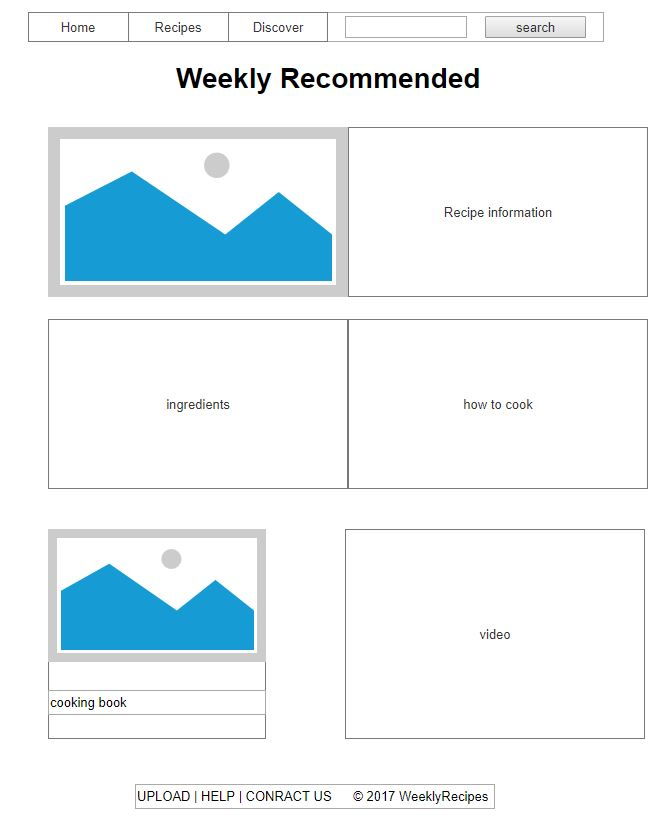 Home Recipes Discover search
Weekly Recommended
Recipe information
ingredients how to cook
video
cooking book
UPLOAD | HELP | CONRACT US © 2017 WeeklyRecipes